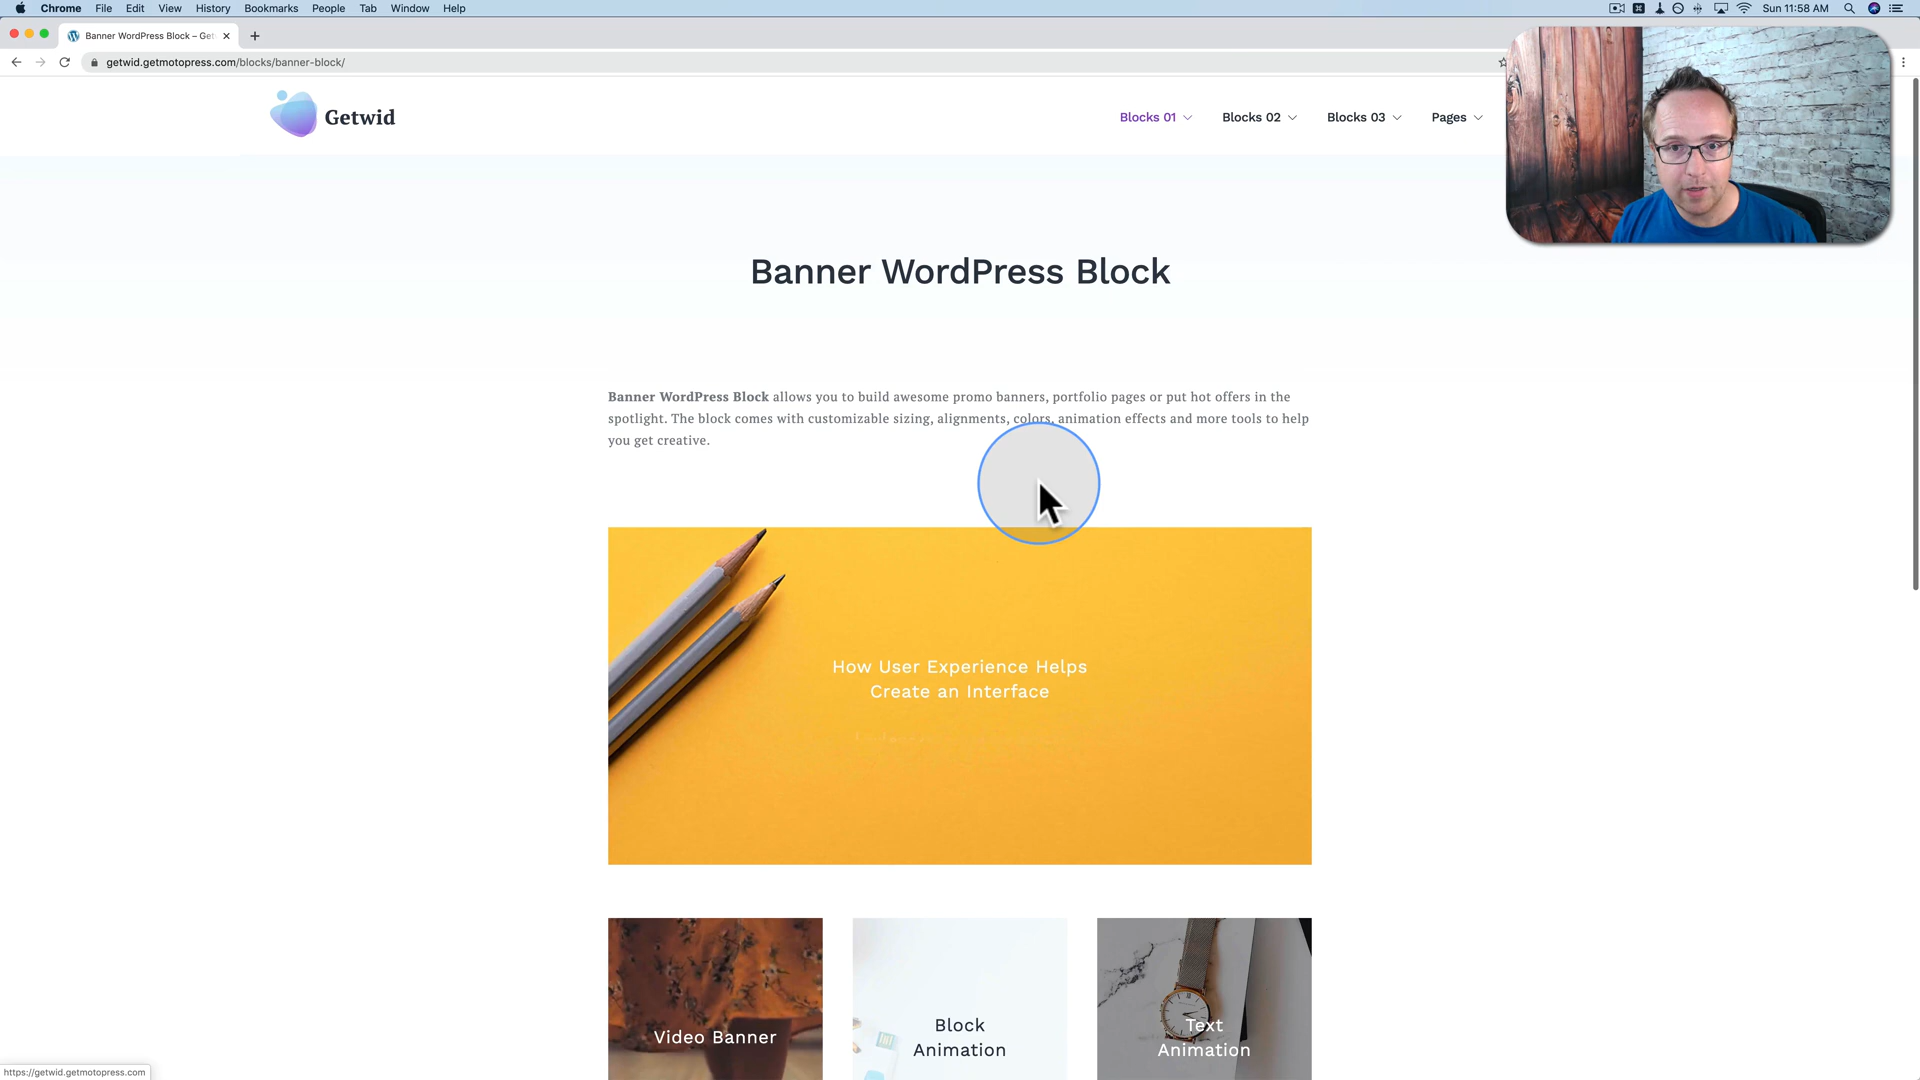 Chrome File Edit View History Bookmarks People Tab Window Help Sun 11:58 AM
Banner WordPress Block – Get
getwid.getmotopress.com/blocks/banner-block/
Getwid Blocks 01 Blocks 02 Blocks 03 Pages
Banner WordPress Block
Banner WordPress Block allows you to build awesome promo banners, portfolio pages or put hot offers in the
spotlight. The block comes with customizable sizing, alignments, colors, animation effects and more tools to help
you get creative.
How User Experience Helps
Create an Interface
Video Banner
Block
Animation
Text
Animation
https://getwid.getmotopress.com